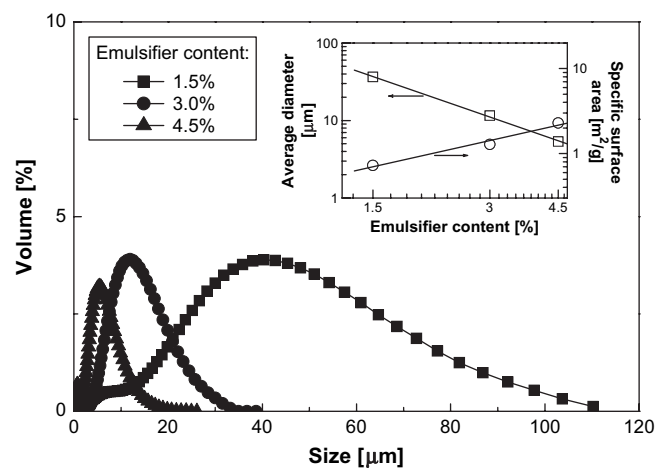 10
Emulsifier content:
1.5%
3.0%
4.5%
Volume [%]
5
0
0 20 40 60 80 100 120
Size [μm]
100
10
1
Average diameter
[μm]
10
1
Specific surface
area [m²/g]
1.5 3 4.5
Emulsifier content [%]